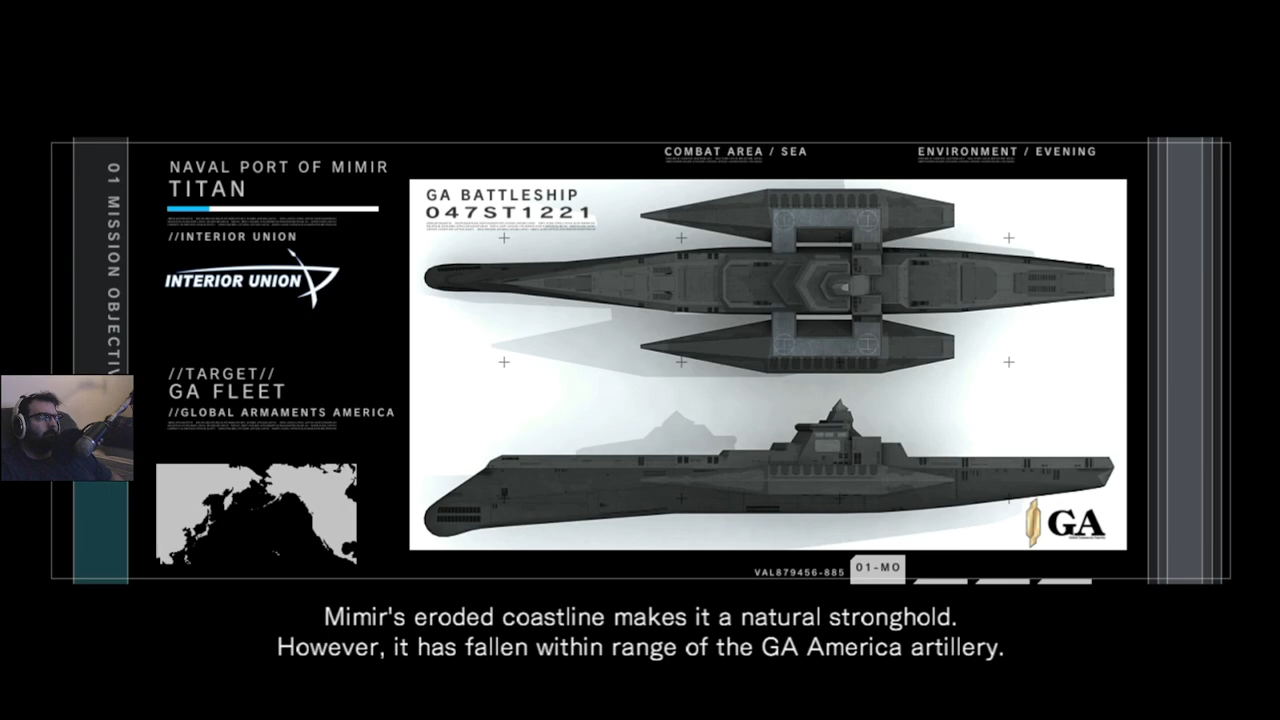 01 MISSION OBJECTIV
NAVAL PORT OF MIMIR
TITAN
//INTERIOR UNION
INTERIOR UNION
//TARGET//
GA FLEET
//GLOBAL ARMAMENTS AMERICA
COMBAT AREA / SEA
ENVIRONMENT / EVENING
GA BATTLESHIP
047ST1221
GA
VAL879456-885
01-MO
Mimir's eroded coastline makes it a natural stronghold.
However, it has fallen within range of the GA America artillery.